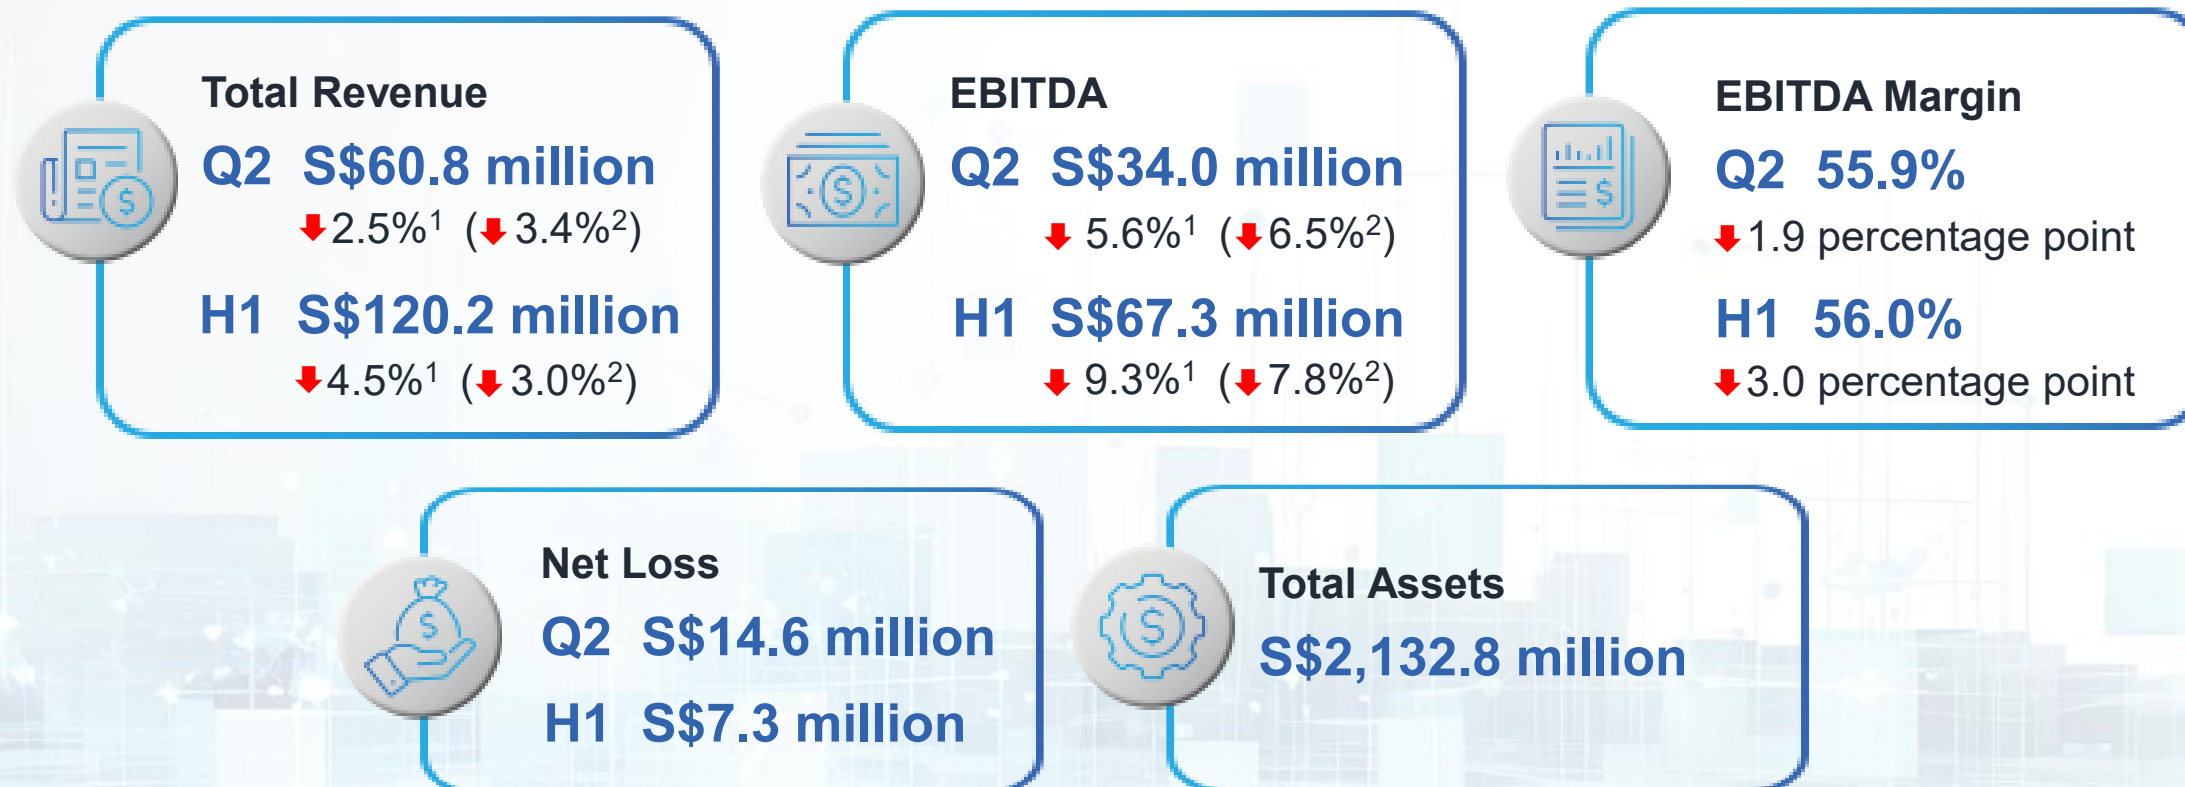 Total Revenue
Q2 S$60.8 million
⬇2.5%¹ (⬇ 3.4%²)
H1 S$120.2 million
⬇4.5%¹ (⬇ 3.0%²)
EBITDA
Q2 S$34.0 million
⬇ 5.6%¹ (⬇6.5%²)
H1 S$67.3 million
⬇ 9.3%¹ (⬇7.8%²)
EBITDA Margin
Q2 55.9%
⬇1.9 percentage point
H1 56.0%
⬇3.0 percentage point
Net Loss
Q2 S$14.6 million
H1 S$7.3 million
Total Assets
S$2,132.8 million